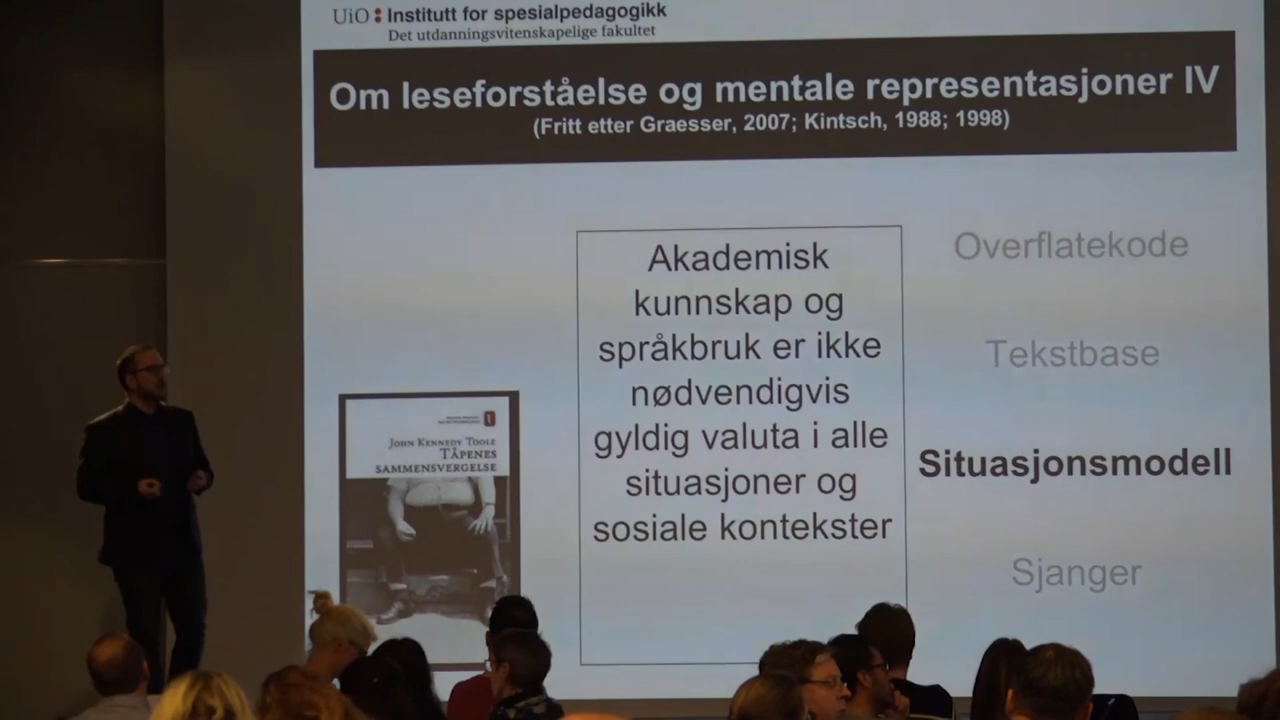 UiO : Institutt for spesialpedagogikk
Det utdanningsvitenskapelige fakultet
Om leseforståelse og mentale representasjoner IV
(Fritt etter Graesser, 2007; Kintsch, 1988; 1998)
Akademisk
kunnskap og
språkbruk er ikke
nødvendigvis
gyldig valuta i alle
situasjoner og
sosiale kontekster
Overflatekode
Tekstbase
Situasjonsmodell
Sjanger
John Kennedy Toole
TÅPENES
SAMMENSVERGELSE